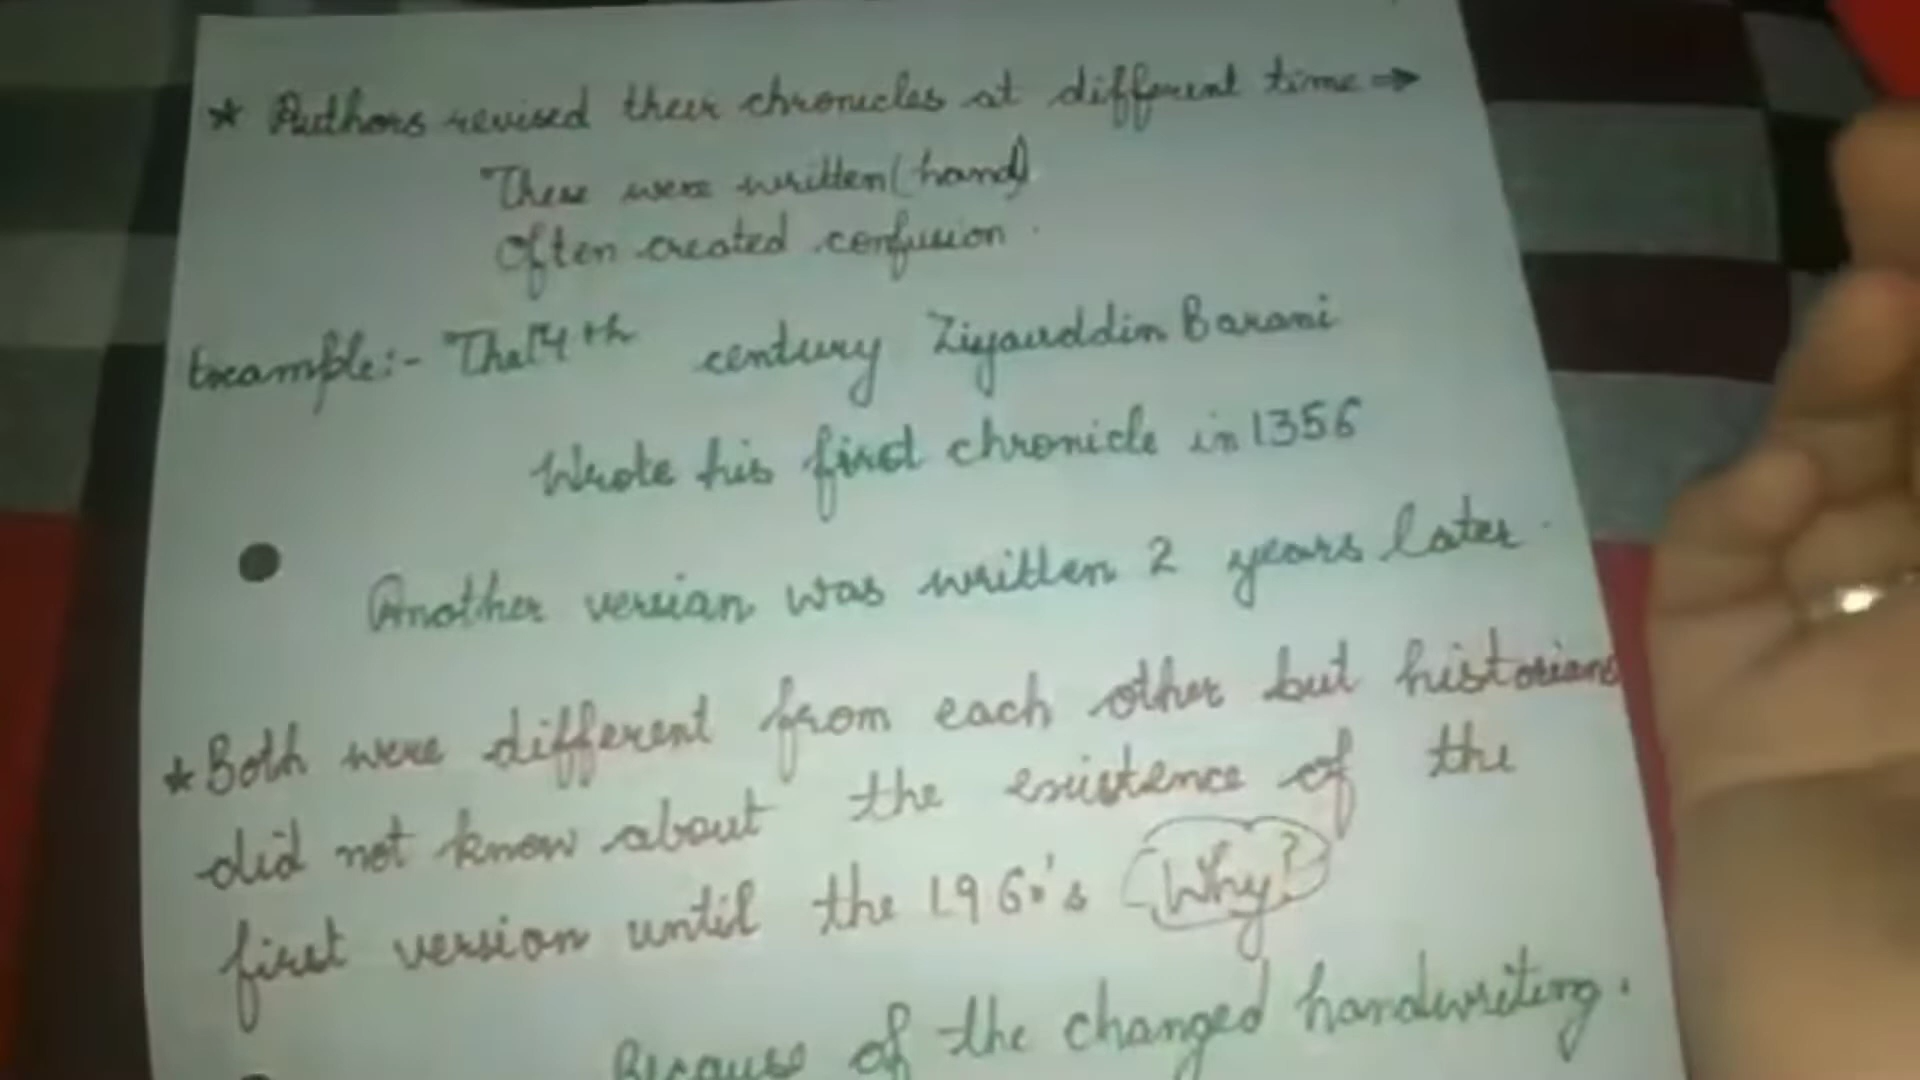 * Authors revised their chronicles at different time →
These were written (hand)
Often created confusion.
Example:- The 14th century Ziyauddin Barani
Wrote his first chronicle in 1356
Another version was written 2 years later.
* Both were different from each other but historians
did not know about the existence of the
first version until the 1960's Why?
Because of the changed handwriting.